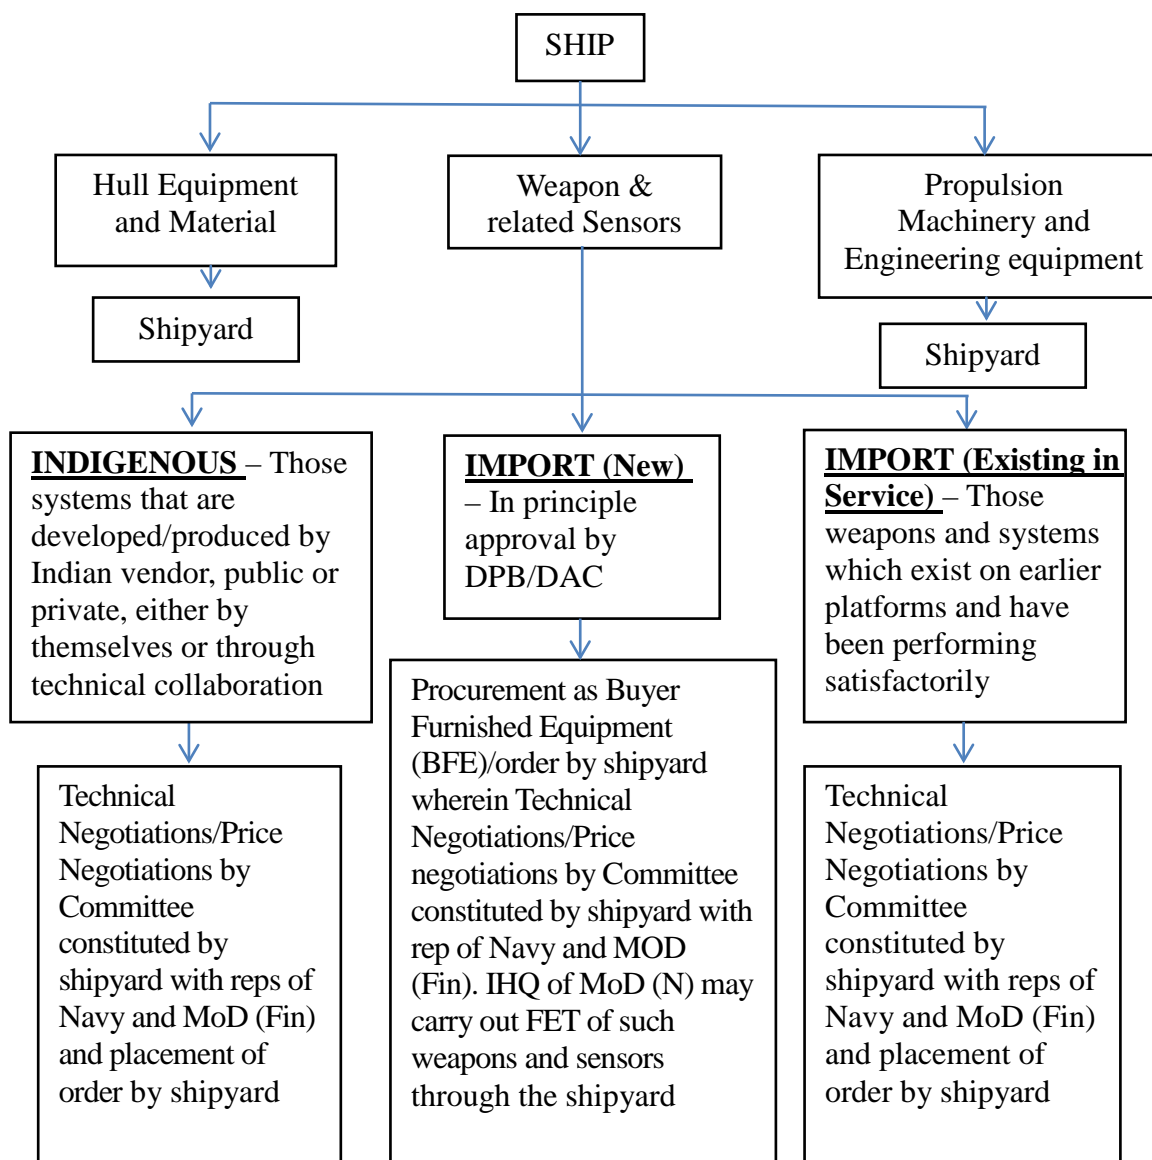 SHIP
Hull Equipment
and Material
Weapon &
related Sensors
Propulsion
Machinery and
Engineering equipment
Shipyard
Shipyard
INDIGENOUS – Those
systems that are
developed/produced by
Indian vendor, public or
private, either by
themselves or through
technical collaboration
IMPORT (New)
– In principle
approval by
DPB/DAC
IMPORT (Existing in
Service) – Those
weapons and systems
which exist on earlier
platforms and have
been performing
satisfactorily
Technical
Negotiations/Price
Negotiations by
Committee
constituted by
shipyard with reps of
Navy and MoD (Fin)
and placement of
order by shipyard
Procurement as Buyer
Furnished Equipment
(BFE)/order by shipyard
wherein Technical
Negotiations/Price
negotiations by Committee
constituted by shipyard with
rep of Navy and MOD
(Fin). IHQ of MoD (N) may
carry out FET of such
weapons and sensors
through the shipyard
Technical
Negotiations/Price
Negotiations by
Committee
constituted by
shipyard with reps of
Navy and MoD (Fin)
and placement of
order by shipyard